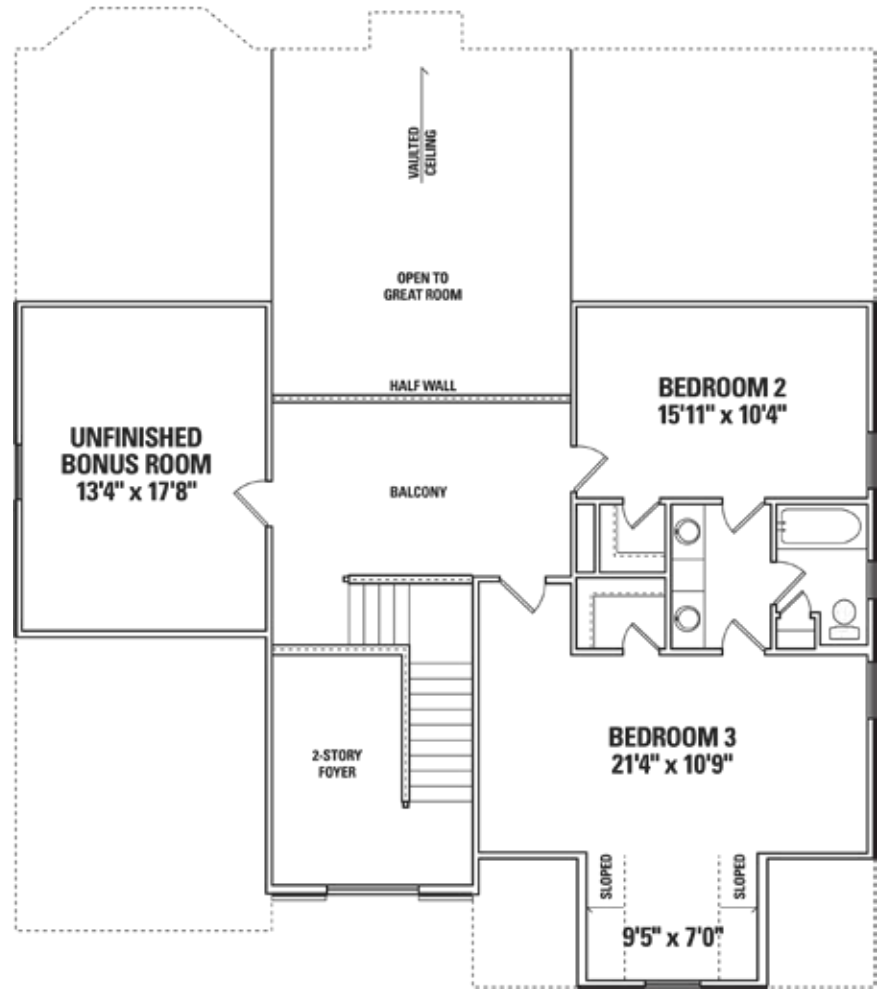 VAULTED
CEILING
OPEN TO
GREAT ROOM
HALF WALL
BEDROOM 2
15'11" x 10'4"
UNFINISHED
BONUS ROOM
13'4" x 17'8"
BALCONY
2-STORY
FOYER
BEDROOM 3
21'4" x 10'9"
SLOPED
SLOPED
9'5" x 7'0"